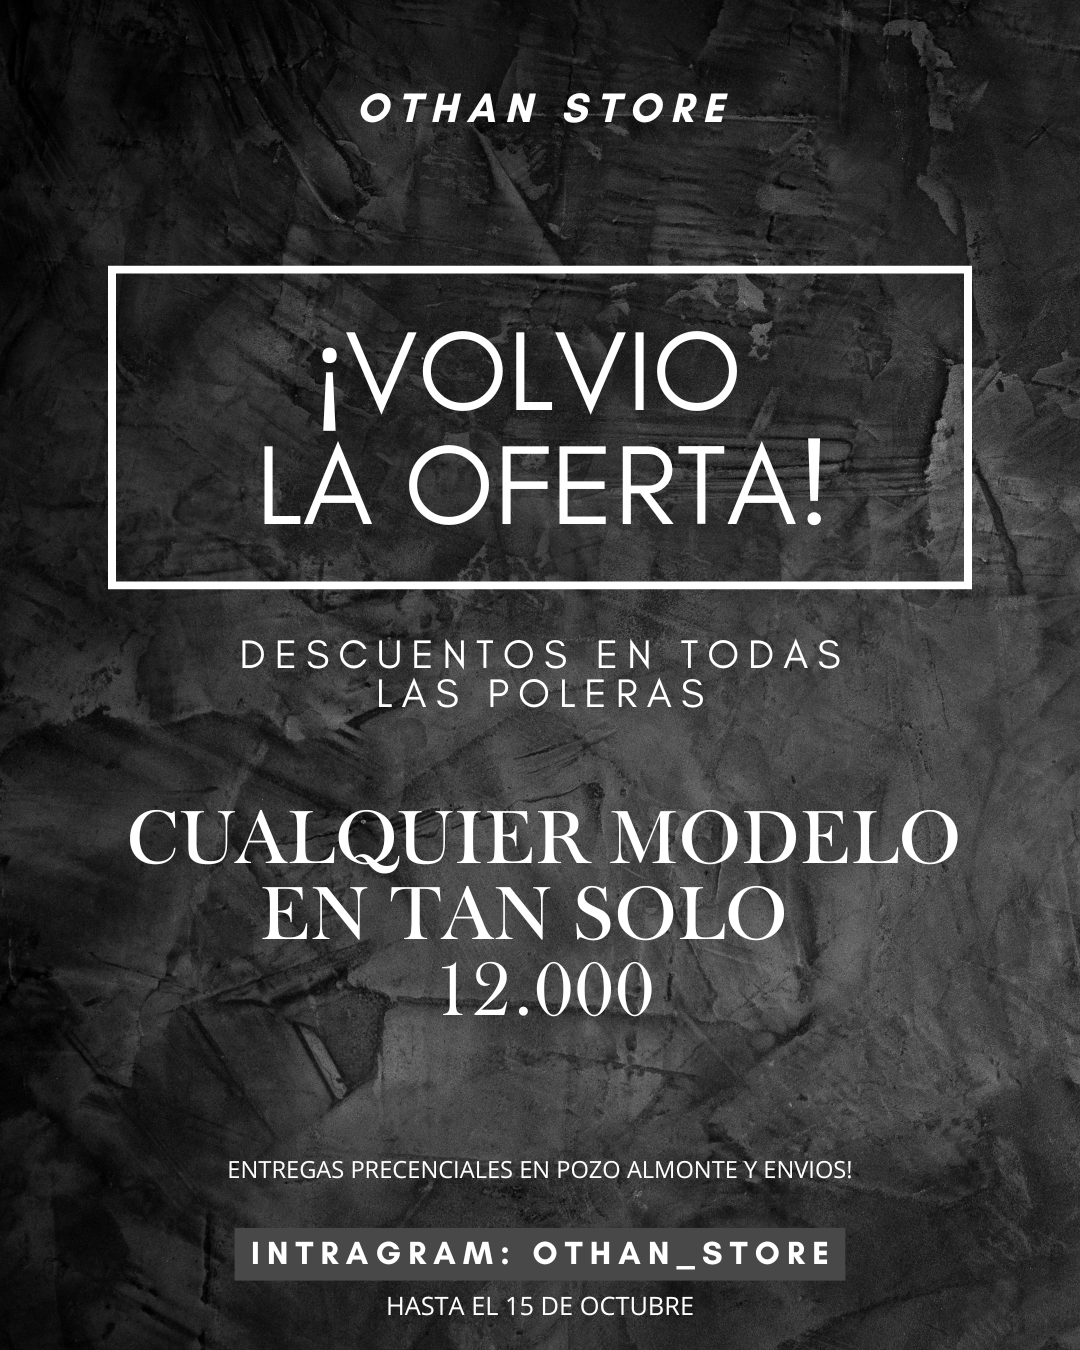 OTHAN STORE
¡VOLVIO
LA OFERTA!
DESCUENTOS EN TODAS
LAS POLERAS
CUALQUIER MODELO
EN TAN SOLO
12.000
ENTREGAS PRECENCIALES EN POZO ALMONTE Y ENVIOS!
INTRAGRAM: OTHAN_STORE
HASTA EL 15 DE OCTUBRE